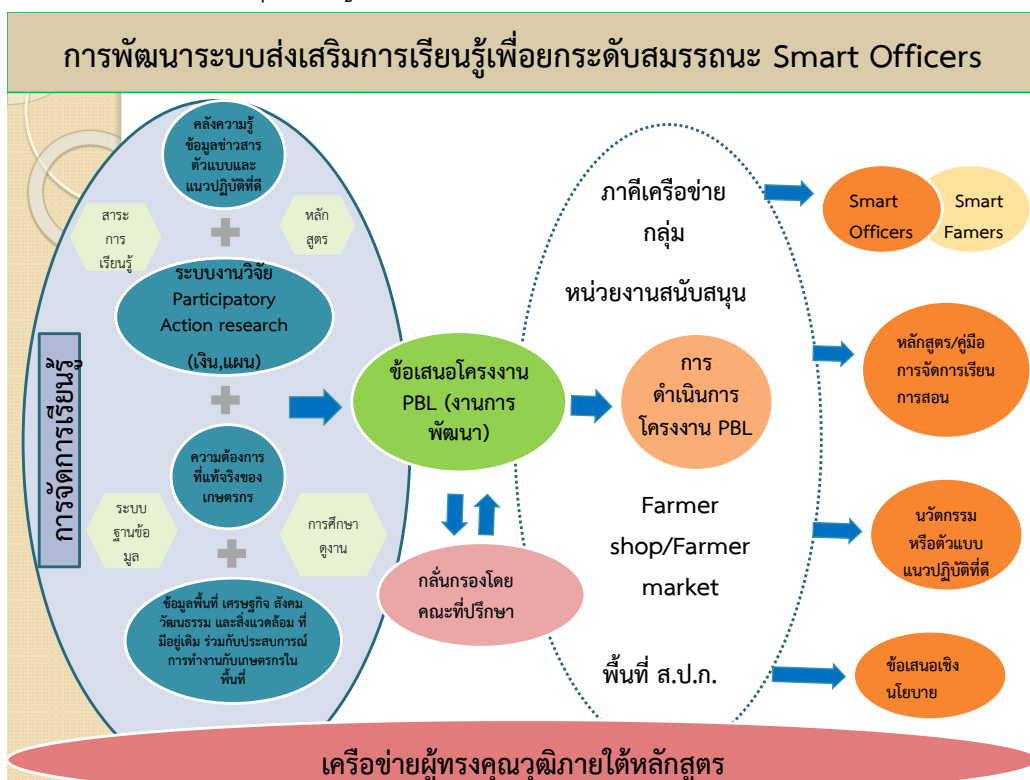 การพัฒนาระบบส่งเสริมการเรียนรู้เพื่อยกระดับสมรรถนะ Smart Officers
การจัดการเรียนรู้
คลังความรู้
ข้อมูลข่าวสาร
ตัวแบบและ
แนวปฏิบัติที่ดี
สาระ
การ
เรียนรู้
หลัก
สูตร
ระบบงานวิจัย
Participatory
Action research
(เงิน,แผน)
ความต้องการ
ที่แท้จริงของ
เกษตรกร
ระบบ
ฐานข้อ
มูล
การศึกษา
ดูงาน
ข้อมูลพื้นที่ เศรษฐกิจ สังคม
วัฒนธรรม และสิ่งแวดล้อม ที่
มีอยู่เดิม ร่วมกับประสบการณ์
การทำงานกับเกษตรกรใน
พื้นที่
ข้อเสนอโครงงาน
PBL (งานการ
พัฒนา)
กลั่นกรองโดย
คณะที่ปรึกษา
ภาคีเครือข่าย
กลุ่ม
หน่วยงานสนับสนุน
การ
ดำเนินการ
โครงงาน PBL
Farmer
shop/Farmer
market
พื้นที่ ส.ป.ก.
Smart
Officers
Smart
Famers
หลักสูตร/คู่มือ
การจัดการเรียน
การสอน
นวัตกรรม
หรือตัวแบบ
แนวปฏิบัติที่ดี
ข้อเสนอเชิง
นโยบาย
เครือข่ายผู้ทรงคุณวุฒิภายใต้หลักสูตร